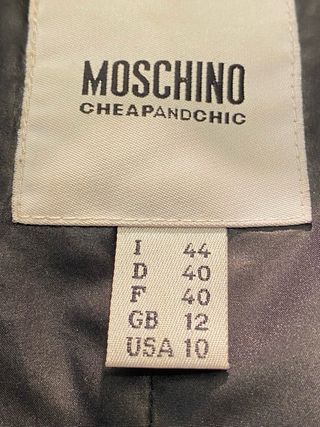 MOSCHINO
CHEAPANDCHIC
I 44
D 40
F 40
GB 12
USA 10